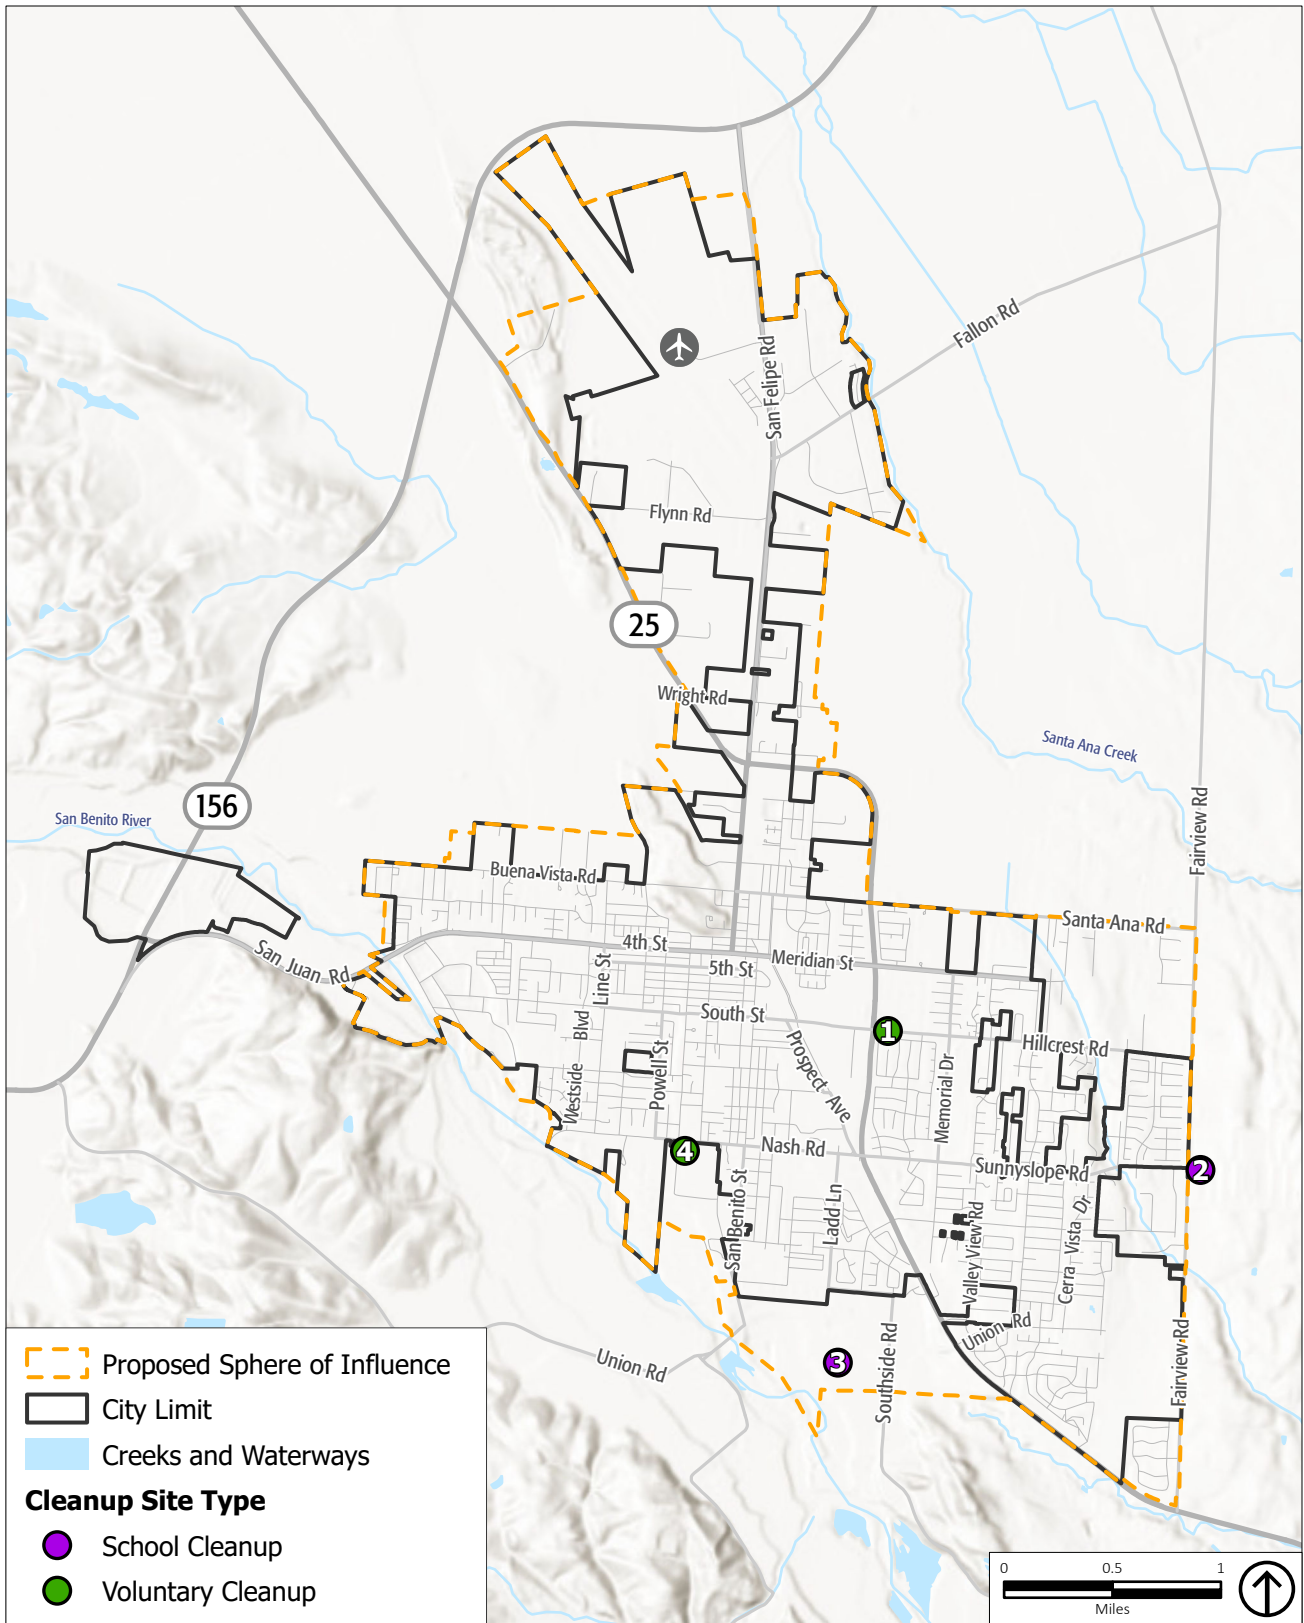 Fallon Rd
San Felipe Rd
Flynn Rd
25
Wright Rd
Santa Ana Creek
156
San Benito River
Fairview Rd
Buena Vista Rd
Santa Ana Rd
4th St
Meridian St
San Juan Rd
5th St
Line St
South St
1
Hillcrest Rd
Westside Blvd
Powell St
Prospect Ave
Memorial Dr
4
Nash Rd
Sunnyslope Rd
2
San Benito St
Ladd Ln
Valley View Rd
Cerra Vista Dr
Union Rd
Union Rd
3
Southside Rd
Fairview Rd
Proposed Sphere of Influence
City Limit
Creeks and Waterways
Cleanup Site Type
School Cleanup
Voluntary Cleanup
0 0.5 1
Miles